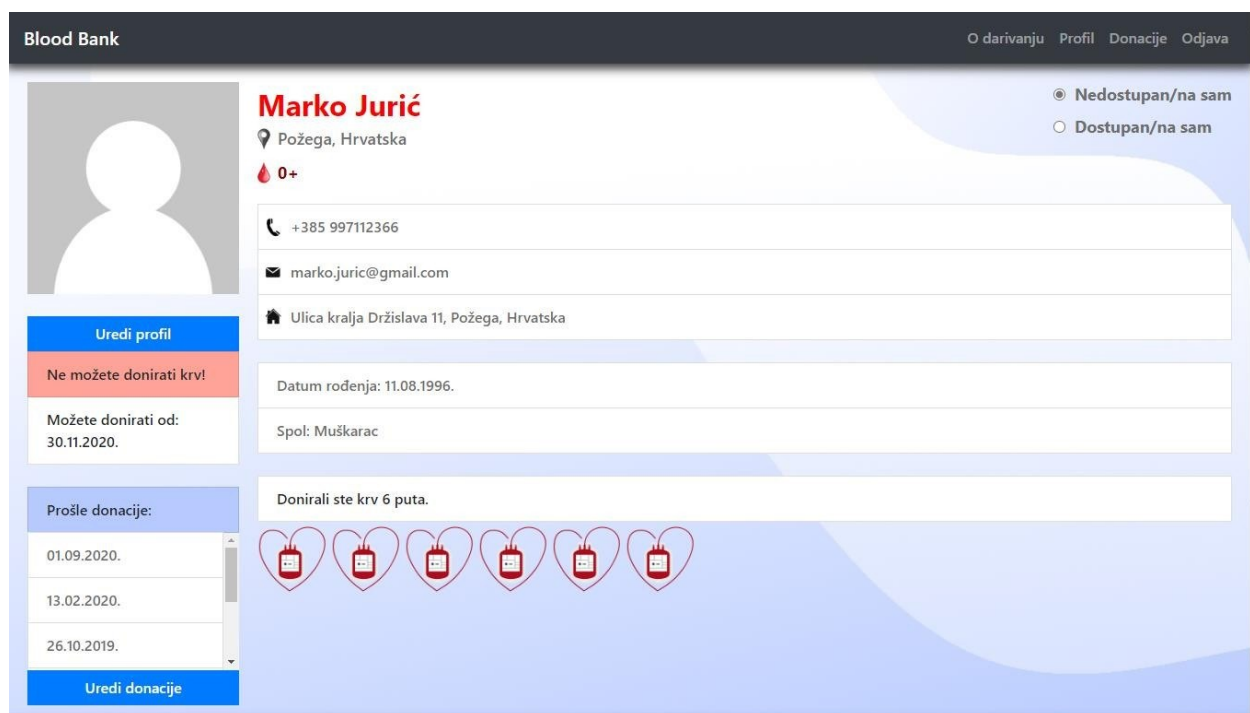 Blood Bank
O darivanju Profil Donacije Odjava
Marko Jurić
Požega, Hrvatska
0+
Nedostupan/na sam
Dostupan/na sam
+385 997112366
marko.juric@gmail.com
Ulica kralja Držislava 11, Požega, Hrvatska
Uredi profil
Ne možete donirati krv!
Možete donirati od:
30.11.2020.
Datum rođenja: 11.08.1996.
Spol: Muškarac
Donirali ste krv 6 puta.
Prošle donacije:
01.09.2020.
13.02.2020.
26.10.2019.
Uredi donacije